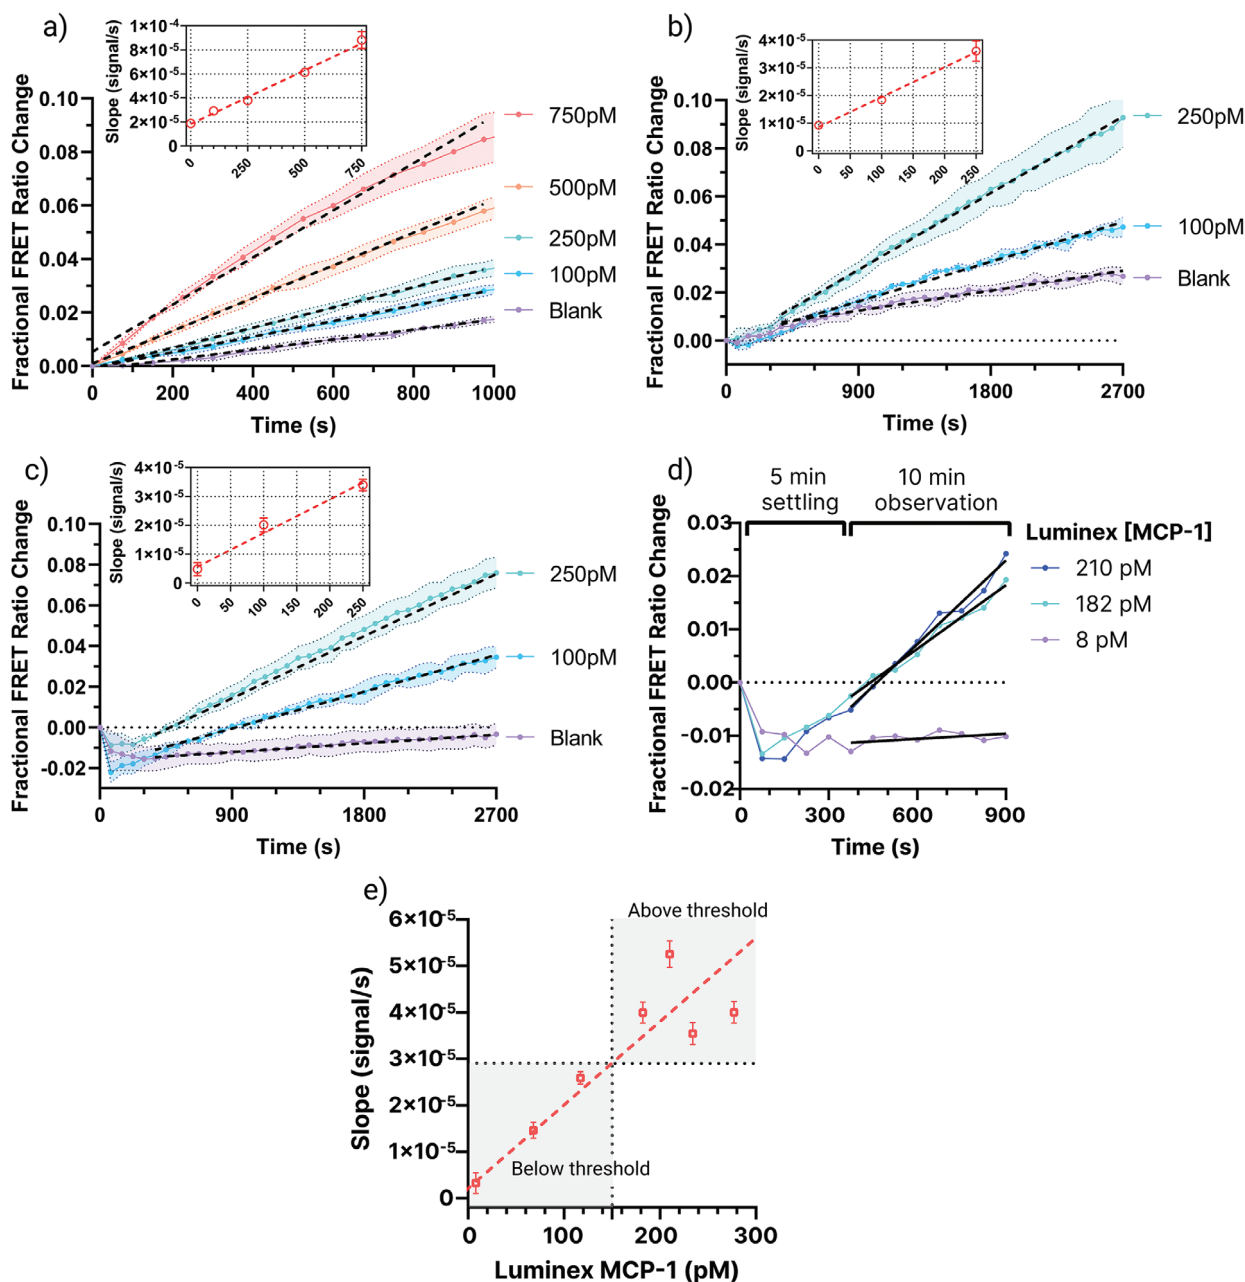 a)
Slope (signal/s)
1×10-4
8×10-5
6×10-5
4×10-5
2×10-5
0
0
250
500
750
Fractional FRET Ratio Change
0.10
0.08
0.06
0.04
0.02
0.00
0
200
400
600
800
1000
Time (s)
750pM
500pM
250pM
100pM
Blank
b)
Slope (signal/s)
4×10-5
3×10-5
2×10-5
1×10-5
0
0
50
100
150
200
250
Fractional FRET Ratio Change
0.10
0.08
0.06
0.04
0.02
0.00
0
900
1800
2700
Time (s)
250pM
100pM
Blank
c)
Slope (signal/s)
4×10-5
3×10-5
2×10-5
1×10-5
0
0
50
100
150
200
250
Fractional FRET Ratio Change
0.10
0.08
0.06
0.04
0.02
0.00
-0.02
0
900
1800
2700
Time (s)
250pM
100pM
Blank
d)
5 min
settling
10 min
observation
Fractional FRET Ratio Change
0.03
0.02
0.01
0.00
-0.01
-0.02
0
300
600
900
Time (s)
Luminex [MCP-1]
210 pM
182 pM
8 pM
e)
Slope (signal/s)
6×10-5
5×10-5
4×10-5
3×10-5
2×10-5
1×10-5
0
Above threshold
Below threshold
0
100
200
300
Luminex MCP-1 (pM)